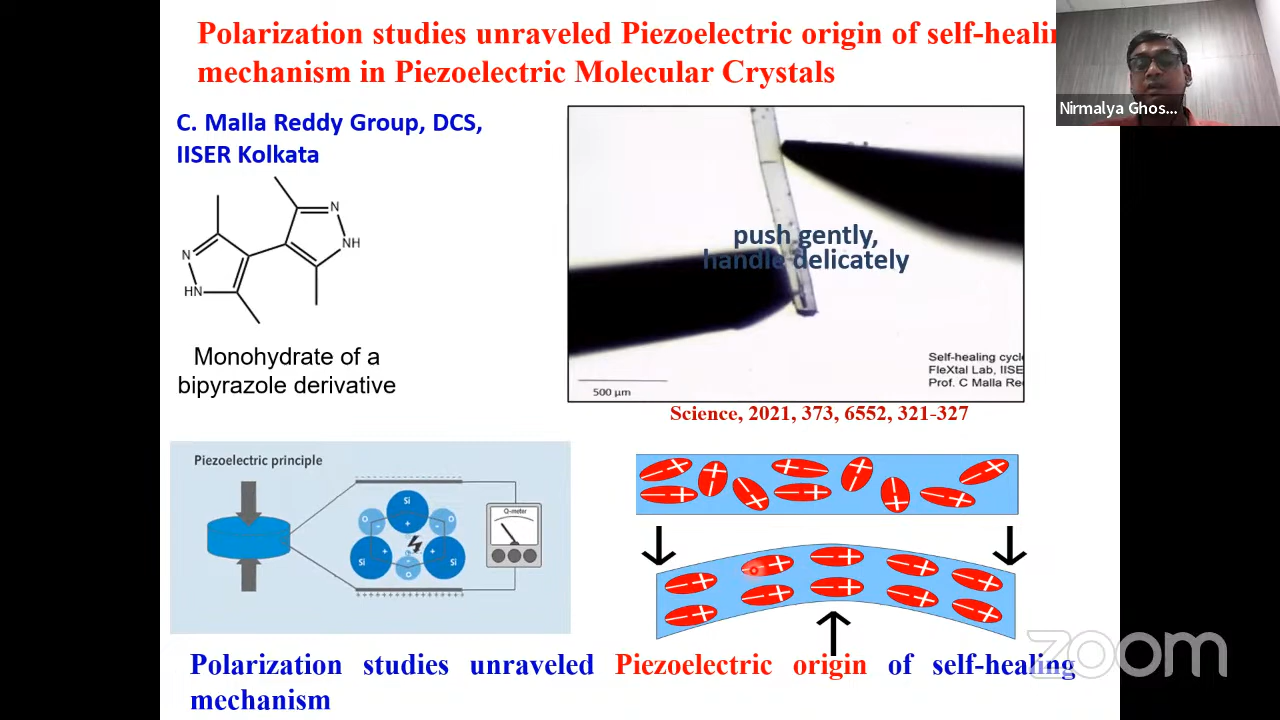 Polarization studies unraveled Piezoelectric origin of self-healin
mechanism in Piezoelectric Molecular Crystals
Nirmalya Ghos...
C. Malla Reddy Group, DCS,
IISER Kolkata
N
NH
N
HN
Monohydrate of a
bipyrazole derivative
push gently,
handle delicately
500 µm
Self-healing cycl
FleXtal Lab, IISE
Prof. C Malla Re
Science, 2021, 373, 6552, 321-327
Piezoelectric principle
Si
O
O
Si
O
Si
Q-meter
Polarization studies unraveled Piezoelectric origin of self-healing
mechanism
zoom